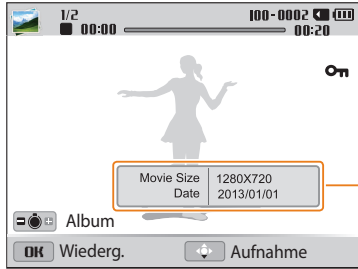 1/2 100-0002
00:00 00:20
Movie Size 1280X720
Date 2013/01/01
Album
OK Wiederg. Aufnahme